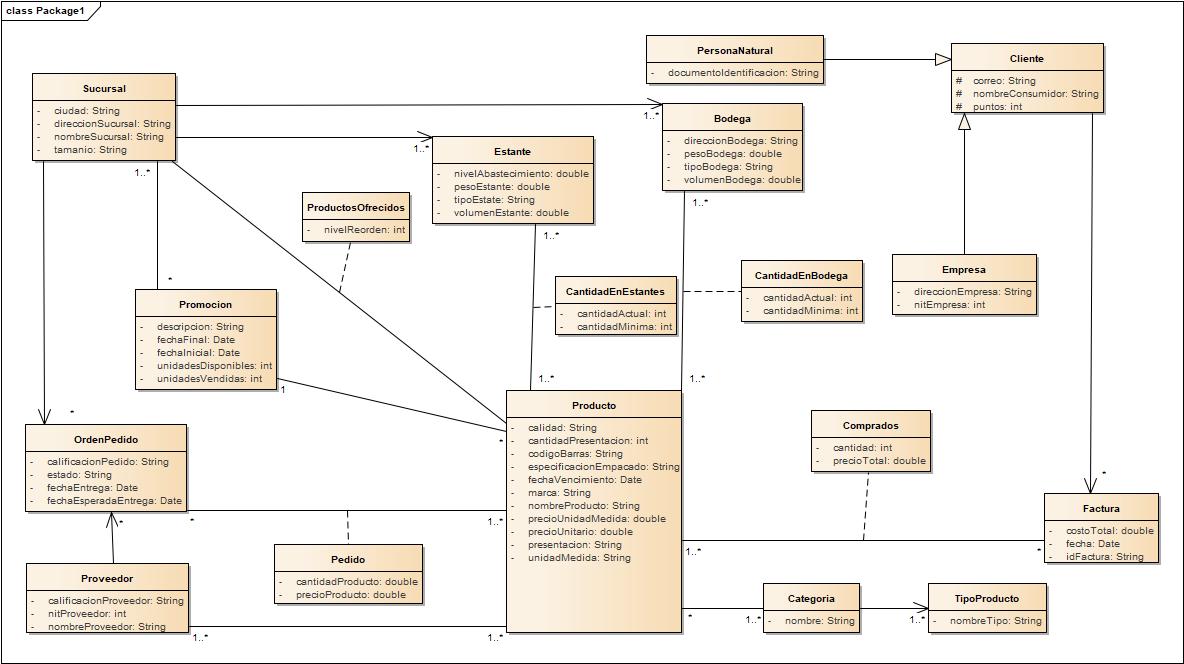 class Package1
PersonaNatural
- documentoIdentificacion: String
Cliente
# correo: String
# nombreConsumidor: String
# puntos: int
Sucursal
- ciudad: String
- direccionSucursal: String
- nombreSucursal: String
- tamanio: String
1..*
Bodega
- direccionBodega: String
- pesoBodega: double
- tipoBodega: String
- volumenBodega: double
1..*
Estante
- nivelAbastecimiento: double
- pesoEstante: double
- tipoEstate: String
- volumenEstante: double
1..*
ProductosOfrecidos
- nivelReorden: int
1..*
1..*
CantidadEnEstantes
- cantidadActual: int
- cantidadMinima: int
CantidadEnBodega
- cantidadActual: int
- cantidadMinima: int
Empresa
- direccionEmpresa: String
- nitEmpresa: int
*
Promocion
- descripcion: String
- fechaFinal: Date
- fechaInicial: Date
- unidadesDisponibles: int
- unidadesVendidas: int
1
1..*
1..*
*
Producto
- calidad: String
- cantidadPresentacion: int
- codigoBarras: String
- especificacionEmpacado: String
- fechaVencimiento: Date
- marca: String
- nombreProducto: String
- precioUnidadMedida: double
- precioUnitario: double
- presentacion: String
- unidadMedida: String
*
OrdenPedido
- calificacionPedido: String
- estado: String
- fechaEntrega: Date
- fechaEsperadaEntrega: Date
*
*
1..*
Comprados
- cantidad: int
- precioTotal: double
*
Factura
- costoTotal: double
- fecha: Date
- idFactura: String
1..*
*
Pedido
- cantidadProducto: double
- precioProducto: double
Proveedor
- calificacionProveedor: String
- nitProveedor: int
- nombreProveedor: String
1..*
1..*
*
1..*
Categoria
- nombre: String
1..*
TipoProducto
- nombreTipo: String